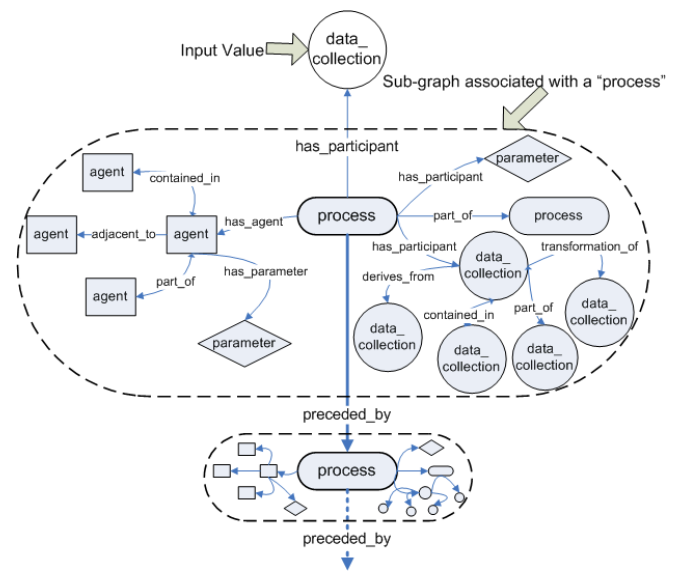 data_
collection
Input Value
Sub-graph associated with a “process”
has_participant
parameter
agent
contained_in
has_participant
process
part_of
process
has_agent
agent
adjacent_to
agent
has_participant
transformation_of
data_
collection
derives_from
part_of
has_parameter
agent
contained_in
part_of
data_
collection
data_
collection
data_
collection
data_
collection
parameter
preceded_by
process
preceded_by